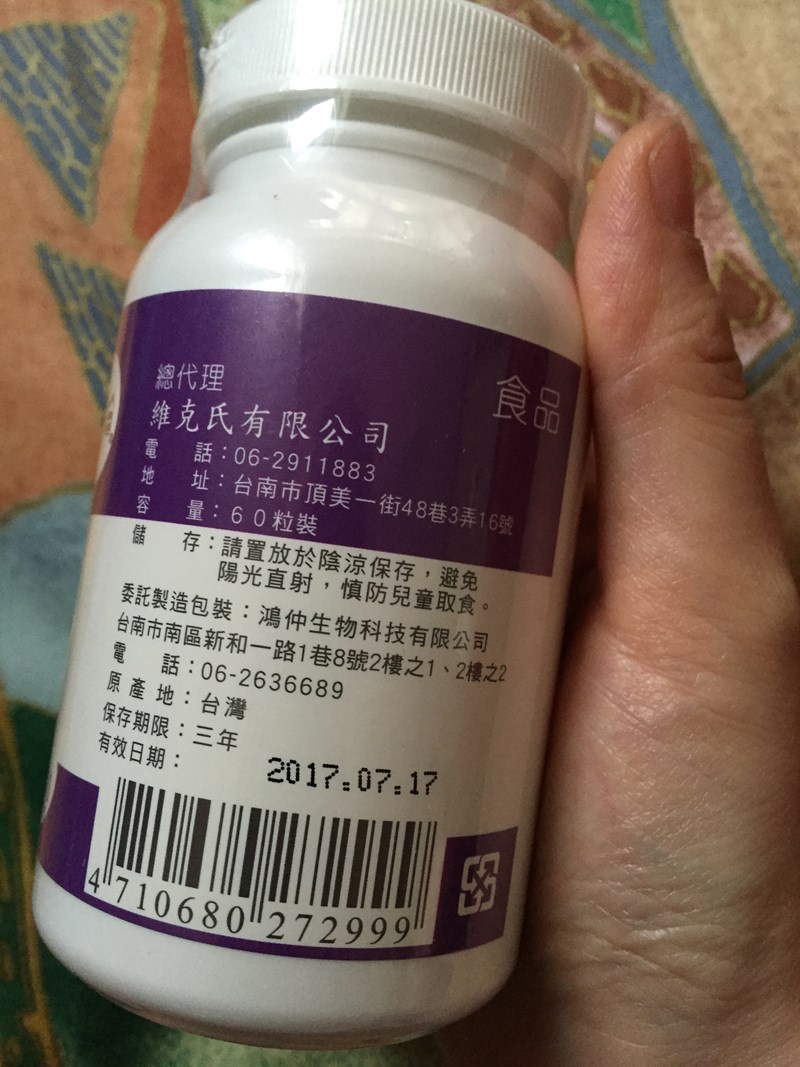 總代理
食品
維克氏有限公司
電 話：06-2911883
地 址：台南市頂美一街48巷3弄16號
容 量：６０粒裝
儲 存：請置放於陰涼保存，避免
陽光直射，慎防兒童取食。
委託製造包裝：鴻仲生物科技有限公司
台南市南區新和一路1巷8號2樓之1、2樓之2
電 話：06-2636689
原 產 地：台灣
保存期限：三年
有效日期：
2017.07.17
4 710680 272999